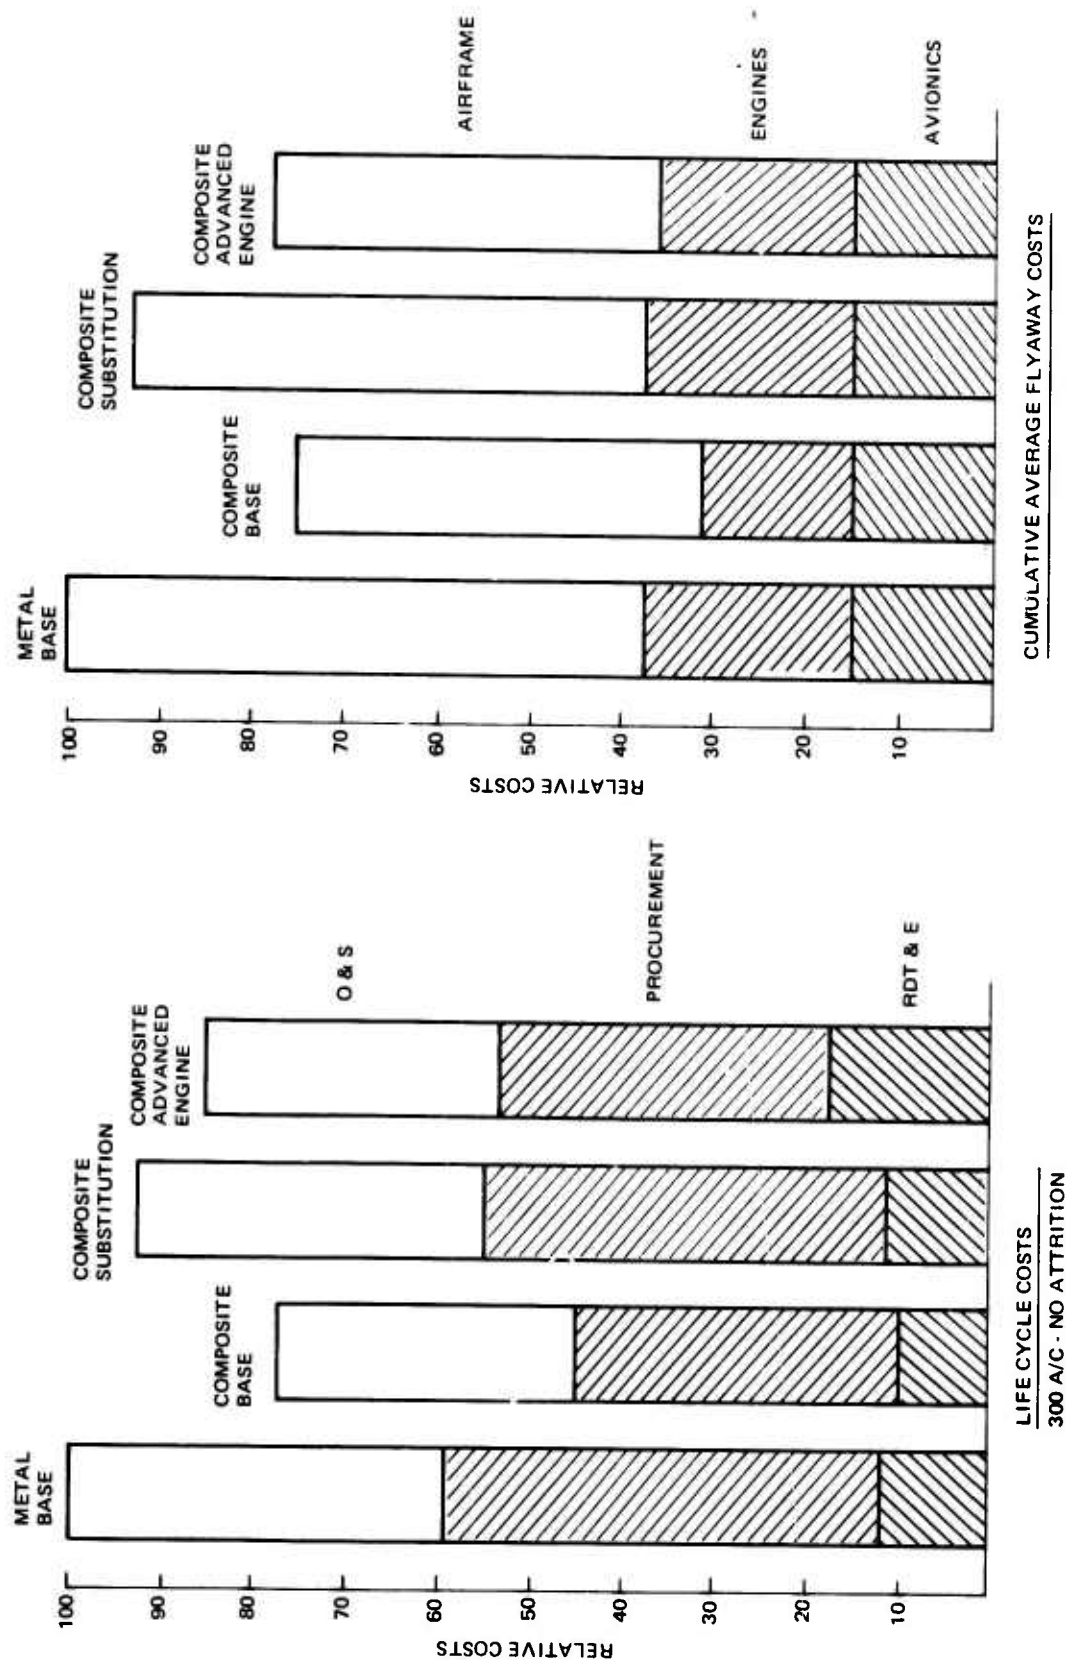 METAL
BASE
COMPOSITE
BASE
COMPOSITE
SUBSTITUTION
COMPOSITE
ADVANCED
ENGINE
100
90
80
70
60
50
40
30
20
10
RELATIVE COSTS
O & S
PROCUREMENT
RDT & E
LIFE CYCLE COSTS
300 A/C - NO ATTRITION
METAL
BASE
COMPOSITE
BASE
COMPOSITE
SUBSTITUTION
COMPOSITE
ADVANCED
ENGINE
100
90
80
70
60
50
40
30
20
10
RELATIVE COSTS
AIRFRAME
ENGINES
AVIONICS
CUMULATIVE AVERAGE FLYAWAY COSTS